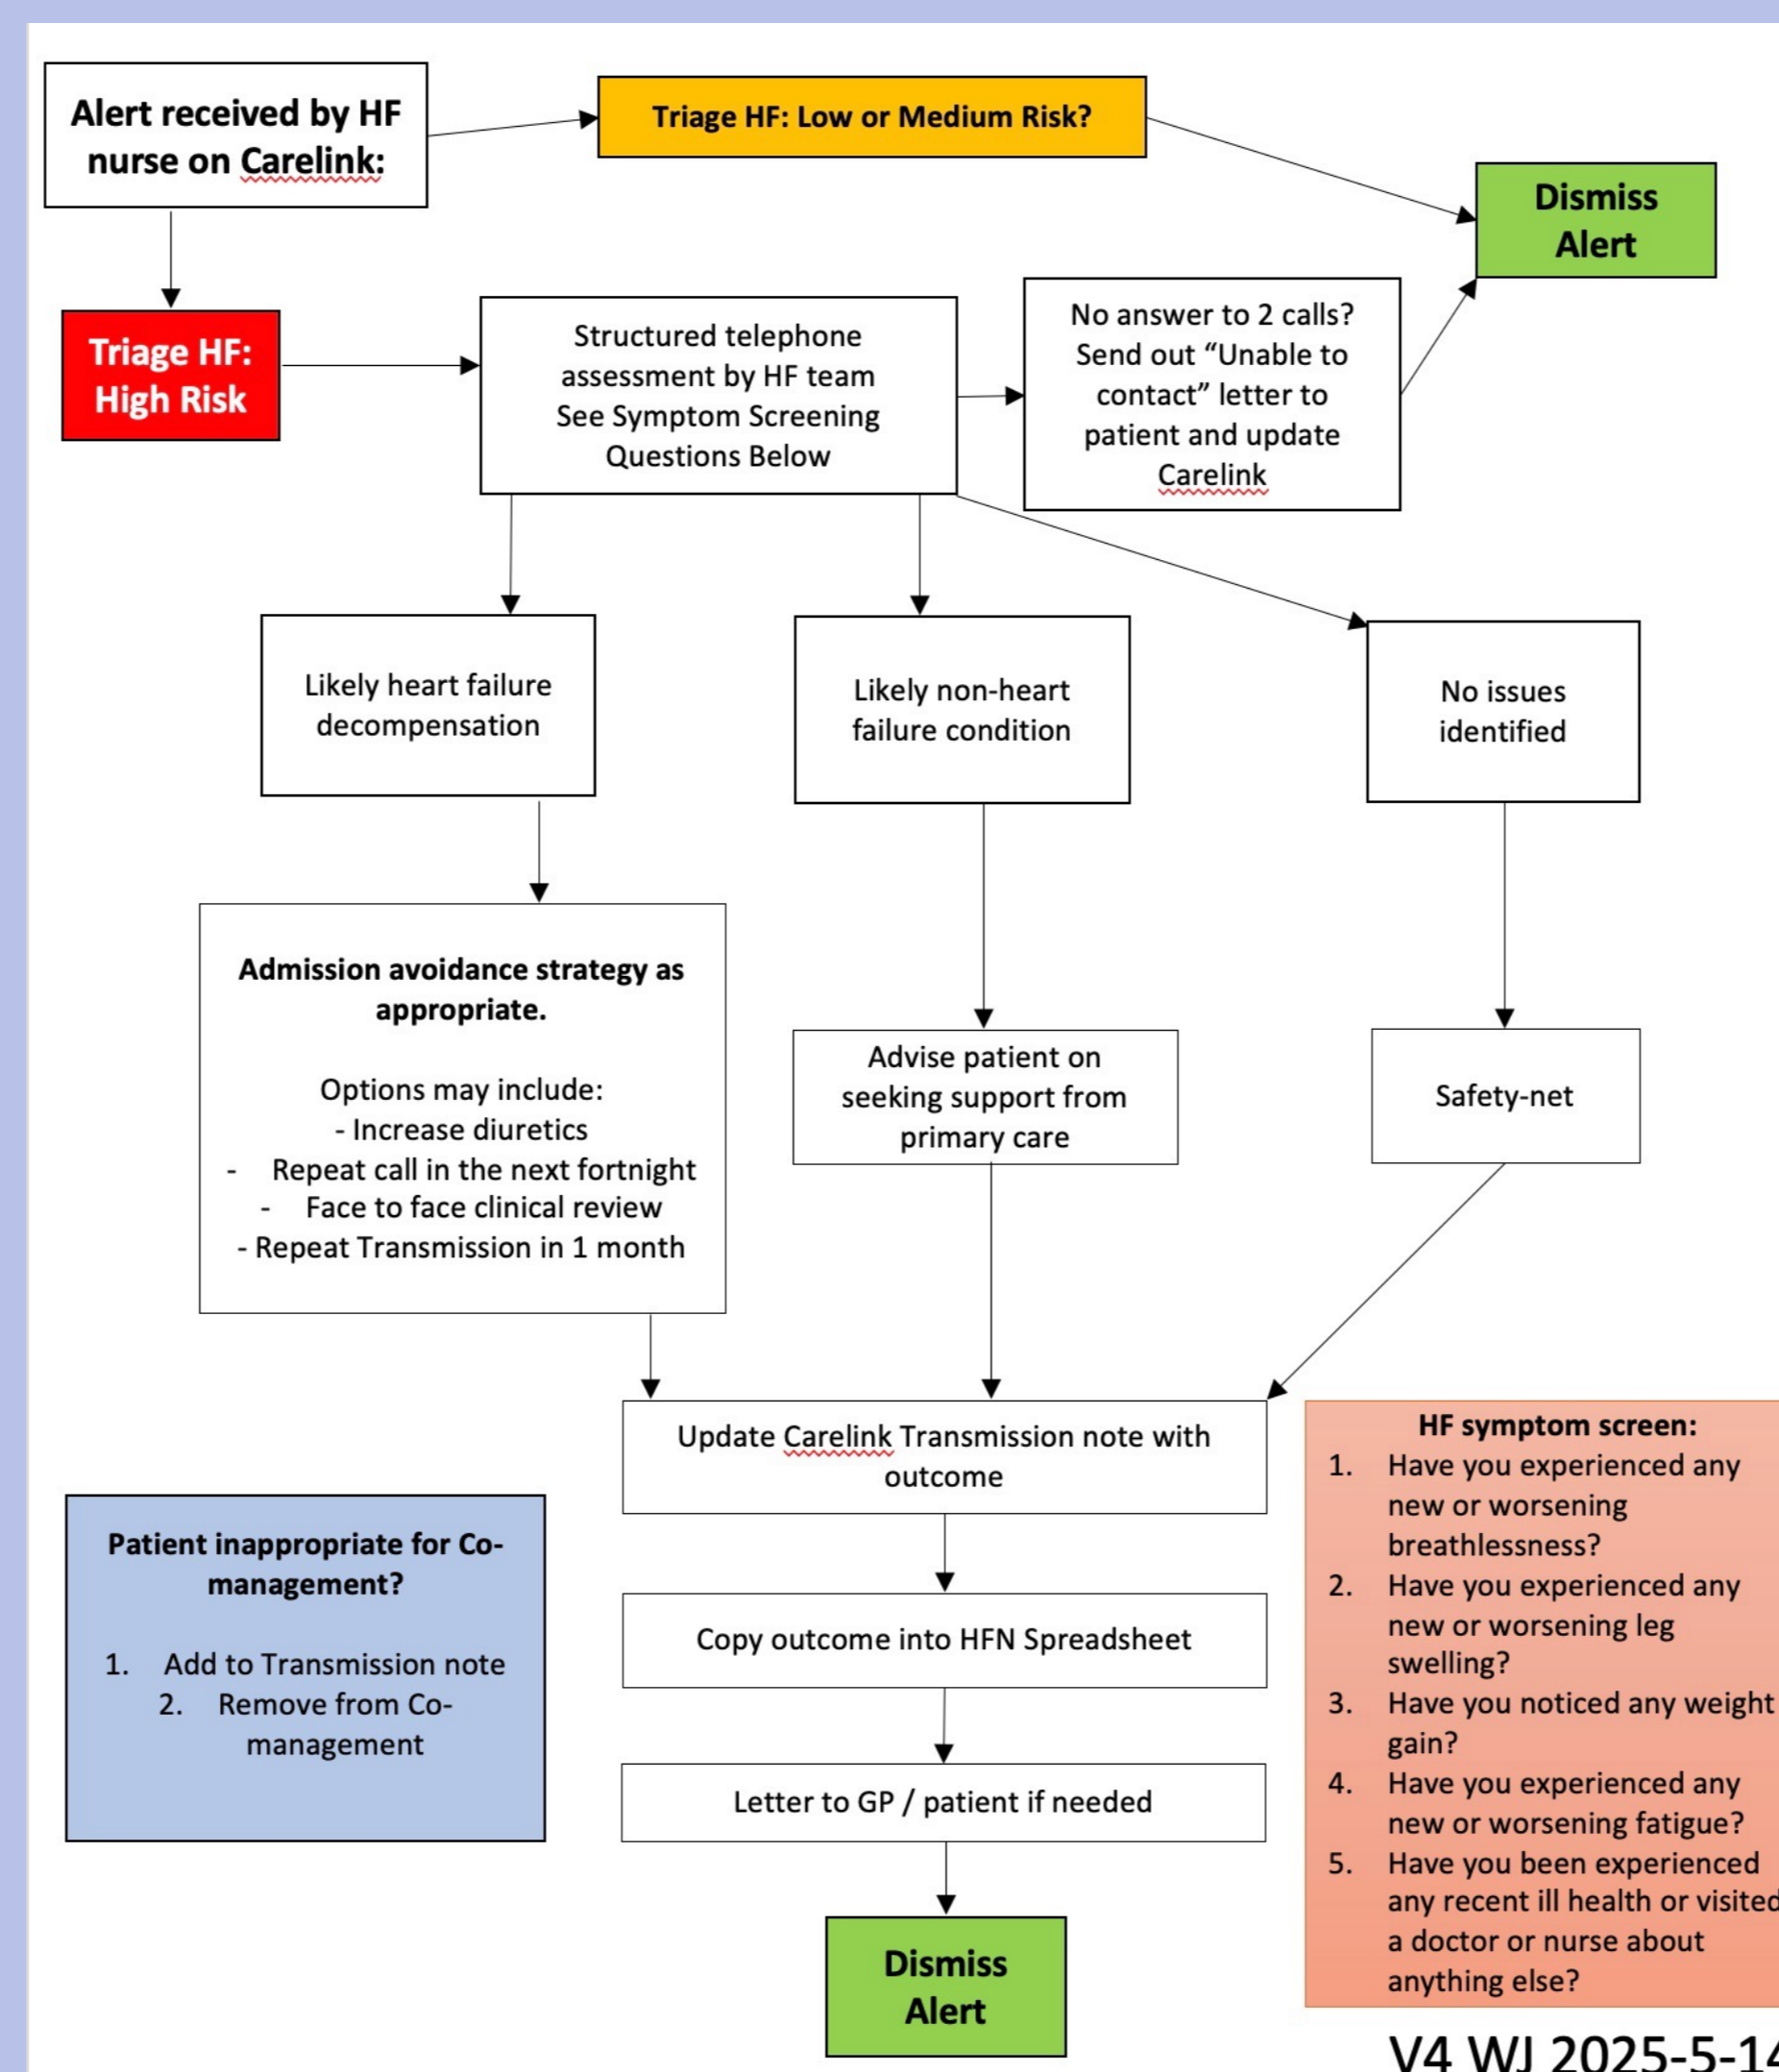 Alert received by HF
nurse on Carelink:
Triage HF: Low or Medium Risk?
Dismiss
Alert
Triage HF:
High Risk
Structured telephone
assessment by HF team
See Symptom Screening
Questions Below
No answer to 2 calls?
Send out “Unable to
contact” letter to
patient and update
Carelink
Likely heart failure
decompensation
Likely non-heart
failure condition
No issues
identified
Admission avoidance strategy as
appropriate.
Options may include:
- Increase diuretics
- Repeat call in the next fortnight
- Face to face clinical review
- Repeat Transmission in 1 month
Advise patient on
seeking support from
primary care
Safety-net
Update Carelink Transmission note with
outcome
Copy outcome into HFN Spreadsheet
Letter to GP / patient if needed
Dismiss
Alert
Patient inappropriate for Co-
management?
1. Add to Transmission note
2. Remove from Co-
management
HF symptom screen:
1. Have you experienced any
new or worsening
breathlessness?
2. Have you experienced any
new or worsening leg
swelling?
3. Have you noticed any weight
gain?
4. Have you experienced any
new or worsening fatigue?
5. Have you been experienced
any recent ill health or visited
a doctor or nurse about
anything else?
V4 WJ 2025-5-14